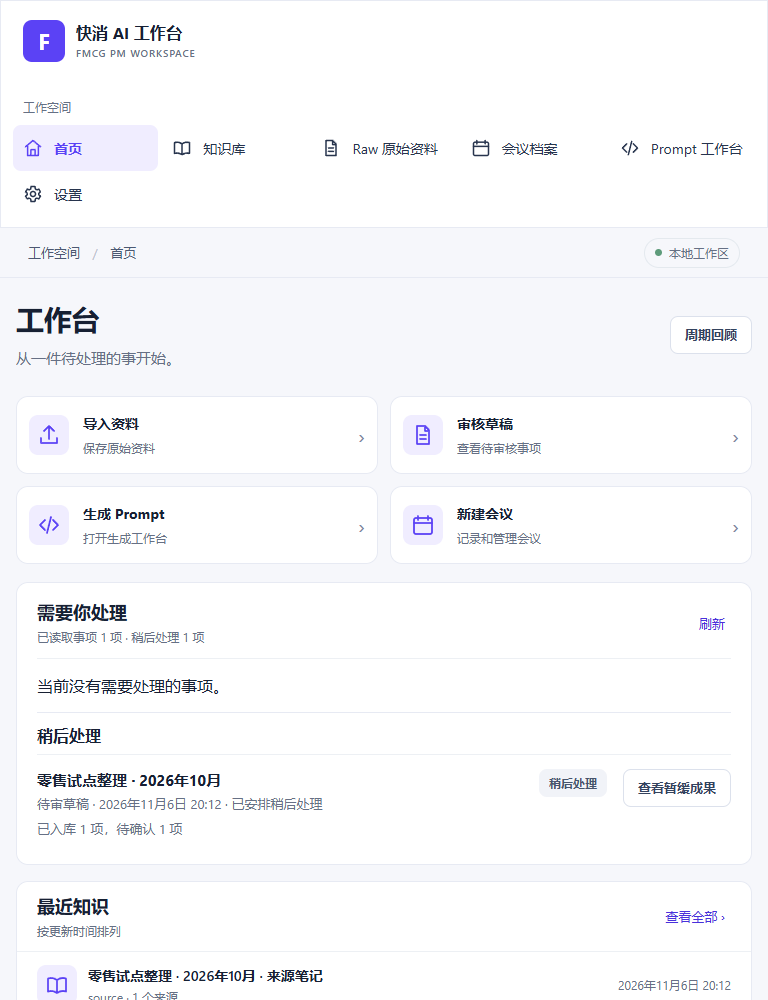 F
快消 AI 工作台
FMCG PM WORKSPACE
工作空间
首页
知识库
Raw 原始资料
会议档案
Prompt 工作台
设置
工作空间 / 首页
本地工作区
工作台
从一件待处理的事开始。
周期回顾
导入资料
保存原始资料
›
审核草稿
查看待审核事项
›
生成 Prompt
打开生成工作台
›
新建会议
记录和管理会议
›
需要你处理
已读取事项 1 项 · 稍后处理 1 项
刷新
当前没有需要处理的事项。
稍后处理
零售试点整理 · 2026年10月
待审草稿 · 2026年11月6日 20:12 · 已安排稍后处理
已入库 1 项，待确认 1 项
稍后处理
查看暂缓成果
最近知识
按更新时间排列
查看全部 ›
零售试点整理 · 2026年10月 · 来源笔记
source · 1 个来源
2026年11月6日 20:12